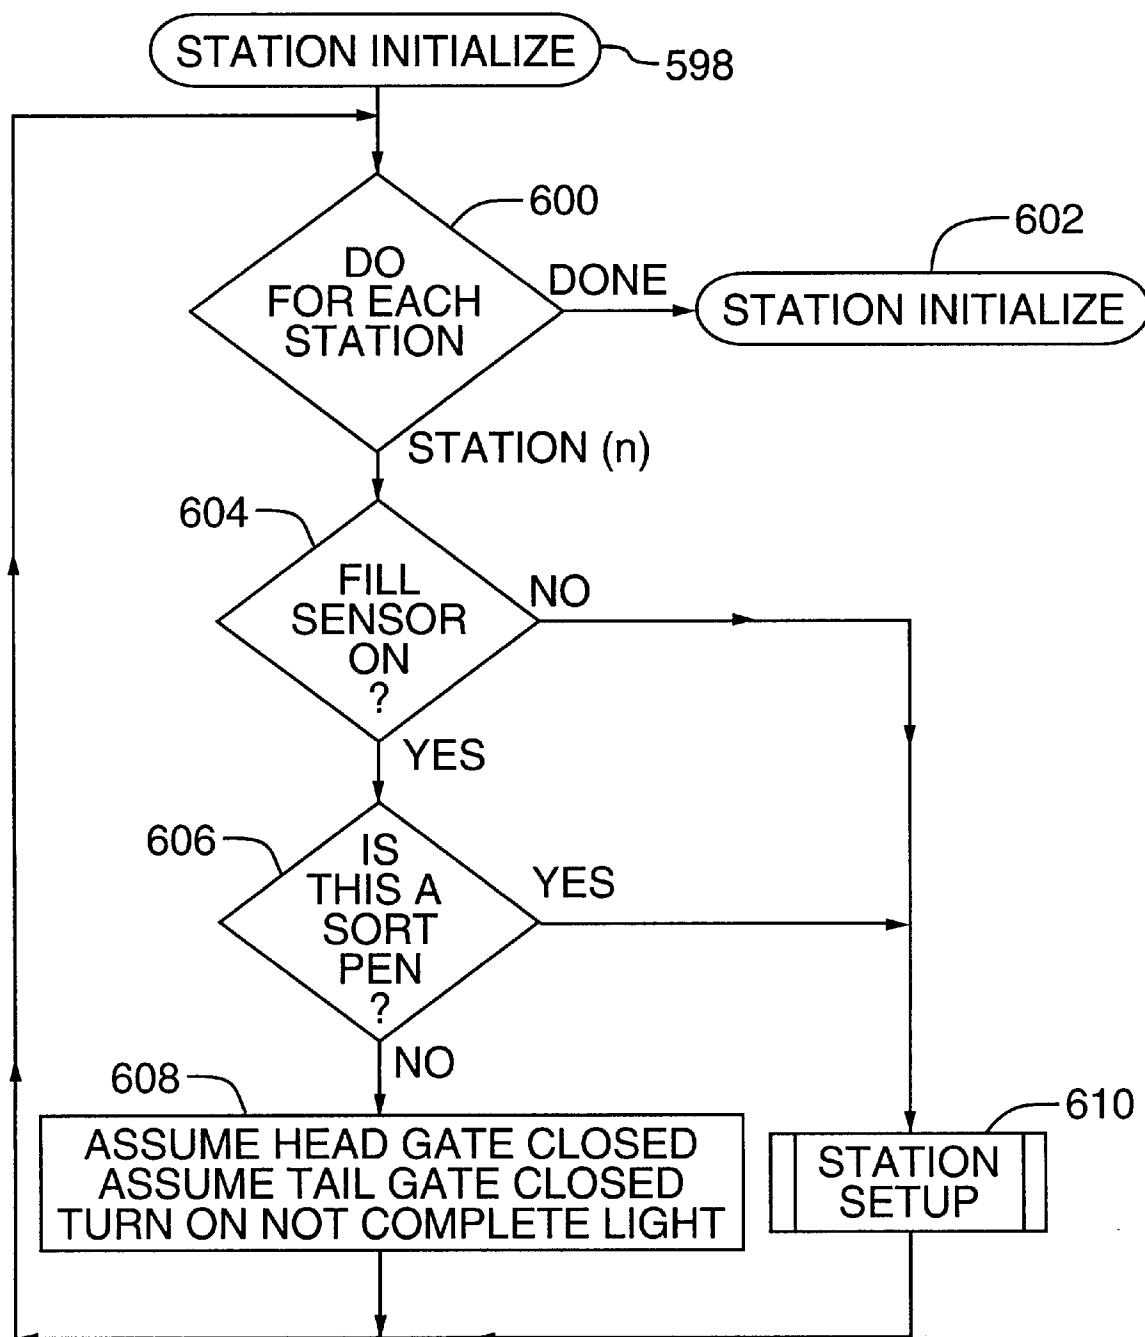 STATION INITIALIZE
598
600
602
DO
FOR EACH
STATION
DONE
STATION INITIALIZE
STATION (n)
604
FILL
SENSOR
ON
?
NO
YES
606
IS
THIS A
SORT
PEN
?
YES
NO
608
610
ASSUME HEAD GATE CLOSED
ASSUME TAIL GATE CLOSED
TURN ON NOT COMPLETE LIGHT
STATION
SETUP